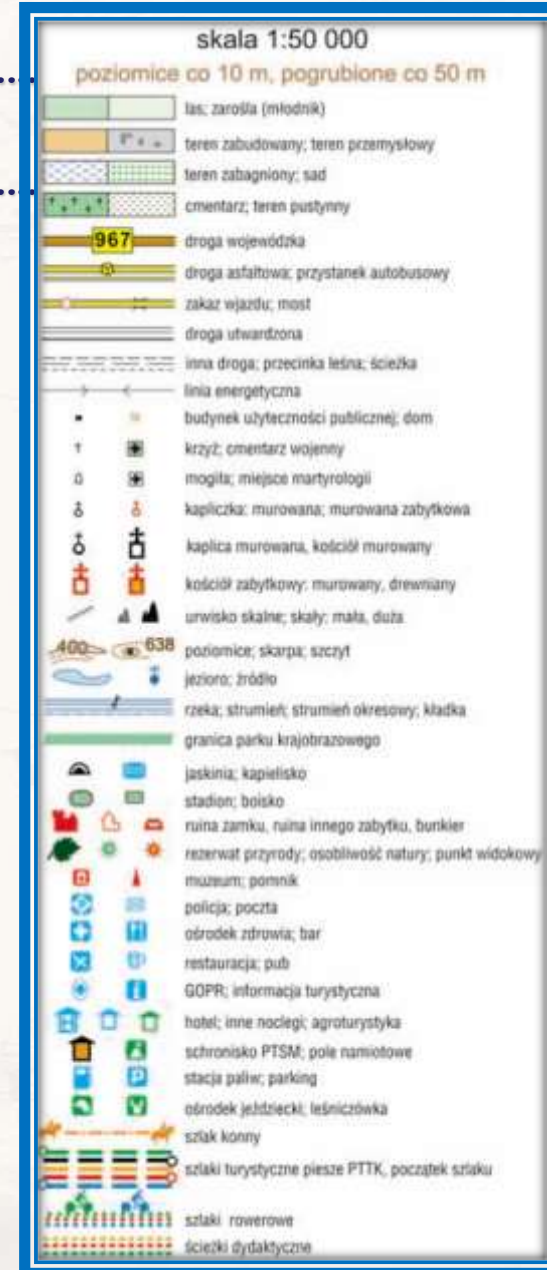 skala 1:50 000
poziomice co 10 m, pogrubione co 50 m
las; zarośla (młodnik)
teren zabudowany; teren przemysłowy
teren zabagniony; sad
cmentarz; teren pustynny
967 droga wojewódzka
droga asfaltowa; przystanek autobusowy
zakaz wjazdu; most
droga utwardzona
inna droga; przecinka leśna; ścieżka
linia energetyczna
budynek użyteczności publicznej; dom
krzyż; cmentarz wojenny
mogiła; miejsce martyrologii
kapliczka: murowana; murowana zabytkowa
kaplica murowana, kościół murowany
kościół zabytkowy: murowany, drewniany
urwisko skalne; skały: mała, duża
400 638 poziomice; skarpa; szczyt
jezioro; źródło
rzeka; strumień; strumień okresowy; kładka
granica parku krajobrazowego
jaskinia; kąpielisko
stadion; boisko
ruina zamku, ruina innego zabytku, bunkier
rezerwat przyrody; osobliwość natury; punkt widokowy
muzeum; pomnik
policja; poczta
ośrodek zdrowia; bar
restauracja; pub
GOPR; informacja turystyczna
H hotel; inne noclegi; agroturystyka
schronisko PTSM; pole namiotowe
P stacja paliw; parking
ośrodek jeździecki; leśniczówka
szlak konny
szlaki turystyczne piesze PTTK, początek szlaku
szlaki rowerowe
ścieżki dydaktyczne